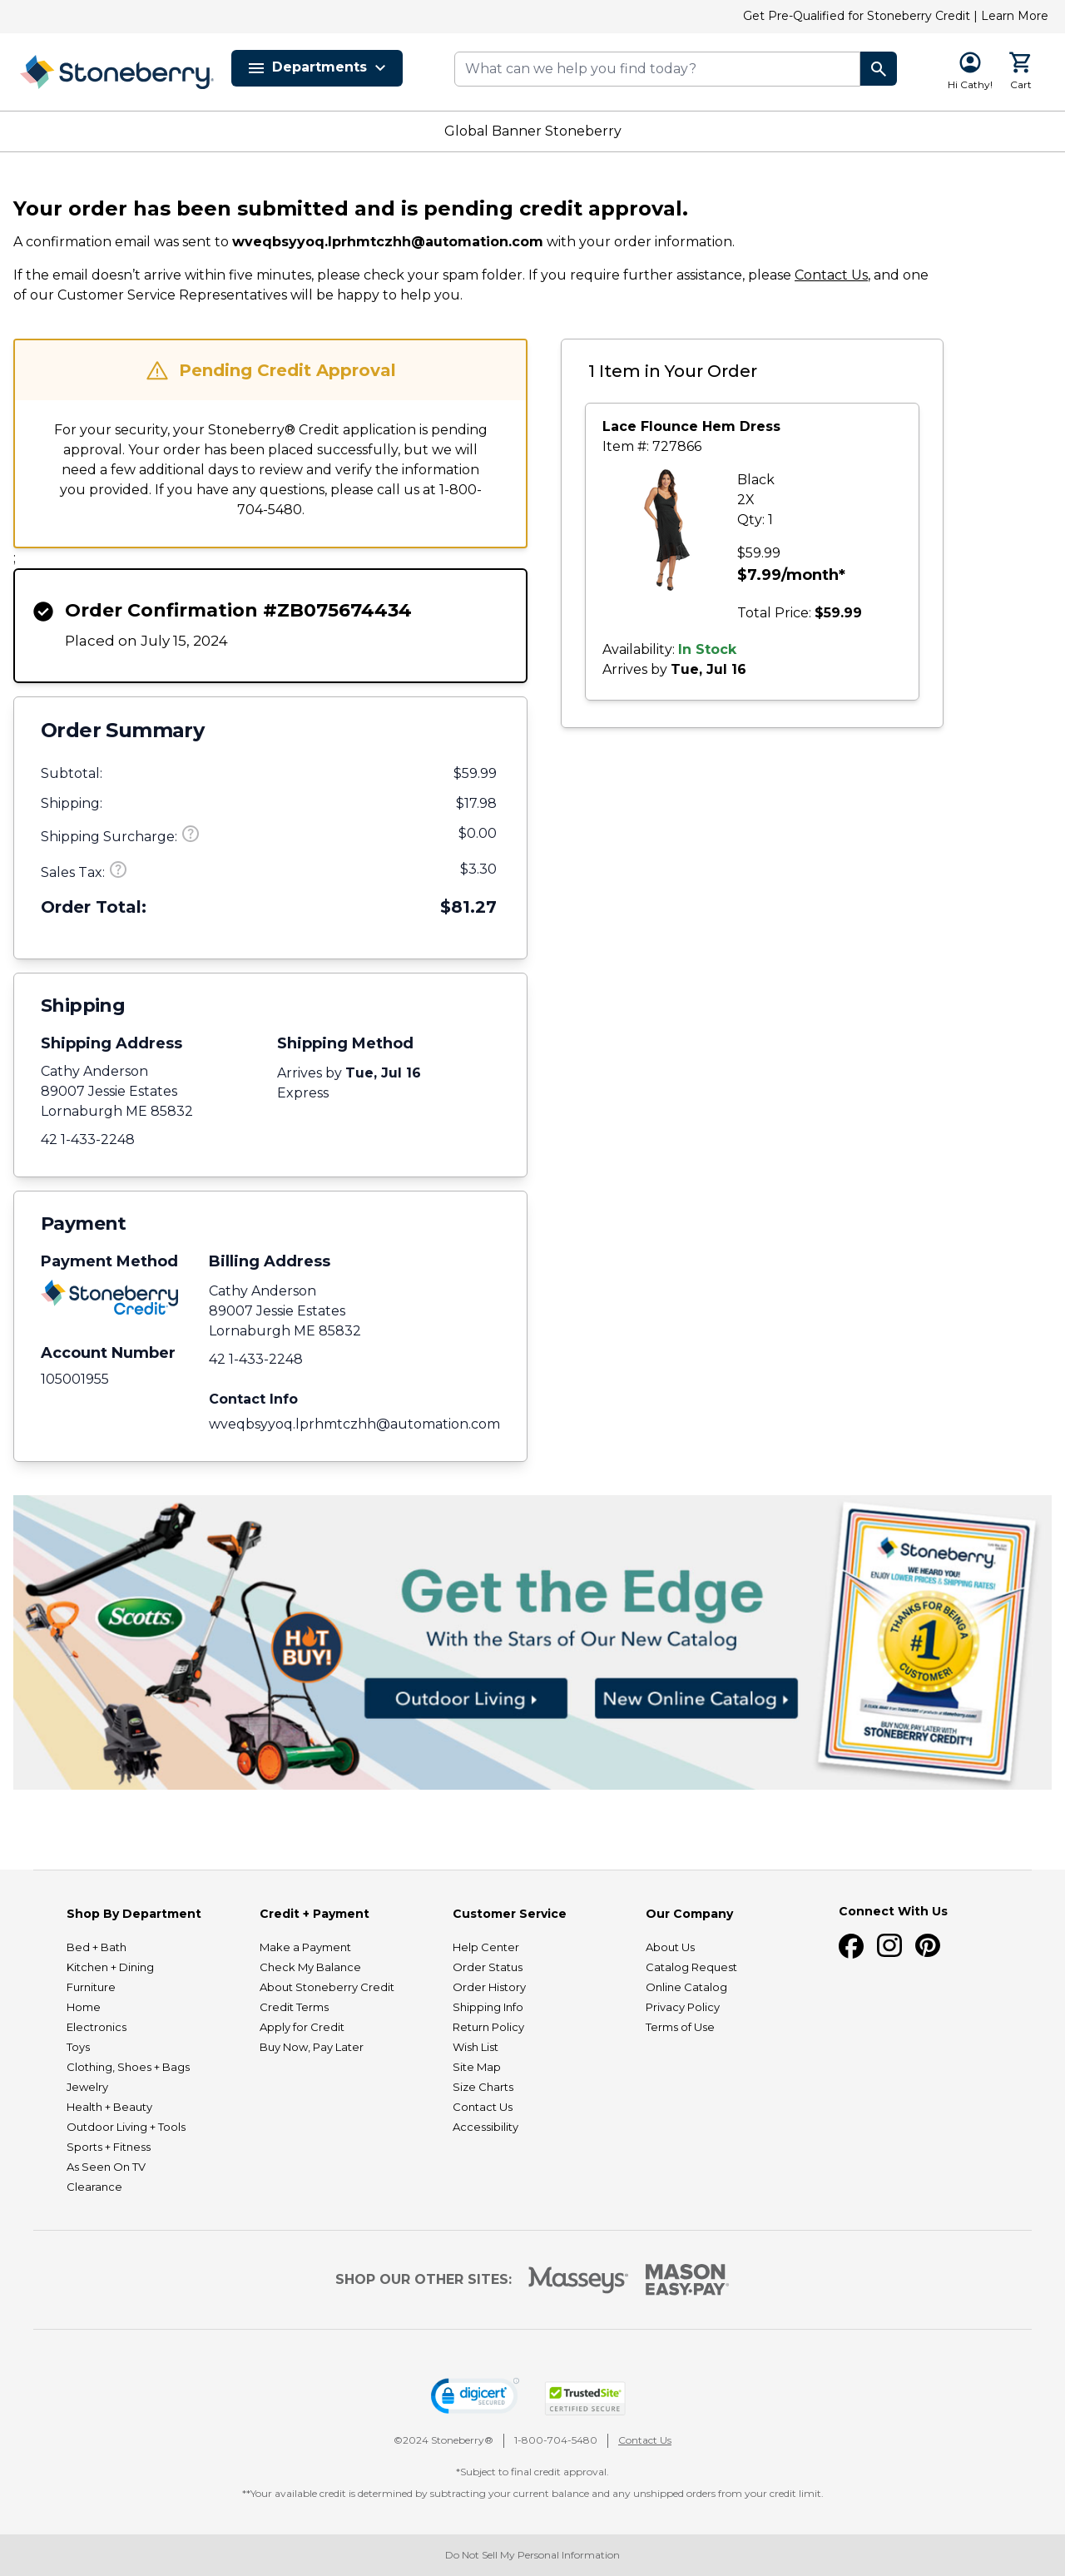 Get Pre-Qualified for Stoneberry Credit | Learn More
Stoneberry.
Departments
What can we help you find today?
Hi Cathy!
Cart
Global Banner Stoneberry
Your order has been submitted and is pending credit approval.
A confirmation email was sent to wveqbsyyoq.lprhmtczhh@automation.com with your order information.
If the email doesn't arrive within five minutes, please check your spam folder. If you require further assistance, please Contact Us, and one
of our Customer Service Representatives will be happy to help you.
Pending Credit Approval
For your security, your Stoneberry® Credit application is pending
approval. Your order has been placed successfully, but we will
need a few additional days to review and verify the information
you provided. If you have any questions, please call us at 1-800-
704-5480.
;
Order Confirmation #ZB075674434
Placed on July 15, 2024
Order Summary
Subtotal: $59.99
Shipping: $17.98
Shipping Surcharge: ? $0.00
Sales Tax: ? $3.30
Order Total: $81.27
Shipping
Shipping Address
Cathy Anderson
89007 Jessie Estates
Lornaburgh ME 85832
42 1-433-2248
Shipping Method
Arrives by Tue, Jul 16
Express
Payment
Payment Method
Stoneberry
Credit
Account Number
105001955
Billing Address
Cathy Anderson
89007 Jessie Estates
Lornaburgh ME 85832
42 1-433-2248
Contact Info
wveqbsyyoq.lprhmtczhh@automation.com
1 Item in Your Order
Lace Flounce Hem Dress
Item #: 727866
Black
2X
Qty: 1
$59.99
$7.99/month*
Total Price: $59.99
Availability: In Stock
Arrives by Tue, Jul 16
Scotts
HOT
BUY!
Get the Edge
With the Stars of Our New Catalog
Outdoor Living
New Online Catalog
Stoneberry.
WE HEARD YOU!
ENJOY LOWER PRICES & SHIPPING RATES!
THANKS FOR BEING A
#1
CUSTOMER!
BUY NOW, PAY LATER WITH
STONEBERRY CREDIT*!
Shop By Department
Bed + Bath
Kitchen + Dining
Furniture
Home
Electronics
Toys
Clothing, Shoes + Bags
Jewelry
Health + Beauty
Outdoor Living + Tools
Sports + Fitness
As Seen On TV
Clearance
Credit + Payment
Make a Payment
Check My Balance
About Stoneberry Credit
Credit Terms
Apply for Credit
Buy Now, Pay Later
Customer Service
Help Center
Order Status
Order History
Shipping Info
Return Policy
Wish List
Site Map
Size Charts
Contact Us
Accessibility
Our Company
About Us
Catalog Request
Online Catalog
Privacy Policy
Terms of Use
Connect With Us
SHOP OUR OTHER SITES:
Masseys
MASON
EASY•PAY®
digicert
SECURED
TrustedSite
CERTIFIED SECURE
©2024 Stoneberry® | 1-800-704-5480 | Contact Us
*Subject to final credit approval.
**Your available credit is determined by subtracting your current balance and any unshipped orders from your credit limit.
Do Not Sell My Personal Information